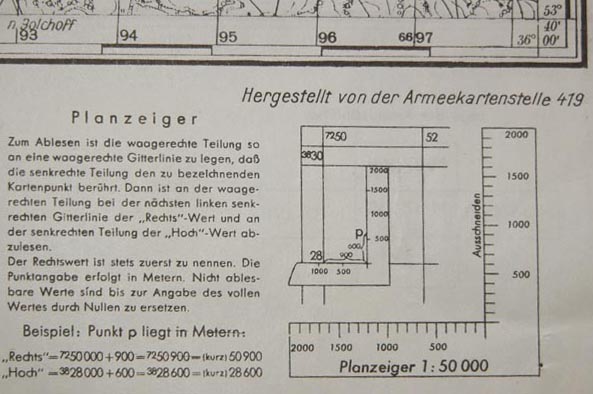 n. Bolchoff
53°
40'
93 94 95 96 6697 36° 00'
Hergestellt von der Armeekartenstelle 419
Planzeiger
Zum Ablesen ist die waagerechte Teilung so
an eine waagerechte Gitterlinie zu legen, daß
die senkrechte Teilung den zu bezeichnenden
Kartenpunkt berührt. Dann ist an der waage-
rechten Teilung bei der nächsten linken senk-
rechten Gitterlinie der „Rechts"-Wert und an
der senkrechten Teilung der „Hoch"-Wert ab-
zulesen.
Der Rechtswert ist stets zuerst zu nennen. Die
Punktangabe erfolgt in Metern. Nicht ables-
bare Werte sind bis zur Angabe des vollen
Wertes durch Nullen zu ersetzen.
Beispiel: Punkt p liegt in Metern:
„Rechts"=7250000+900=7250900=(kurz) 50900
„Hoch"=3828000+600=3828600=(kurz) 28600
7250 52
3830
2000
1500
1000
P
600
500
28
900
1000 500
2000
1500
1000
500
Ausschneiden
2000 1500 1000 500
Planzeiger 1:50 000